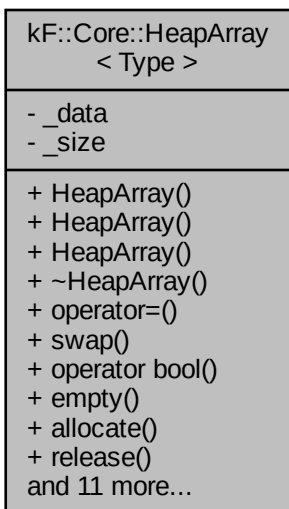 kF::Core::HeapArray
< Type >
- _data
- _size
+ HeapArray()
+ HeapArray()
+ HeapArray()
+ ~HeapArray()
+ operator=()
+ swap()
+ operator bool()
+ empty()
+ allocate()
+ release()
and 11 more...